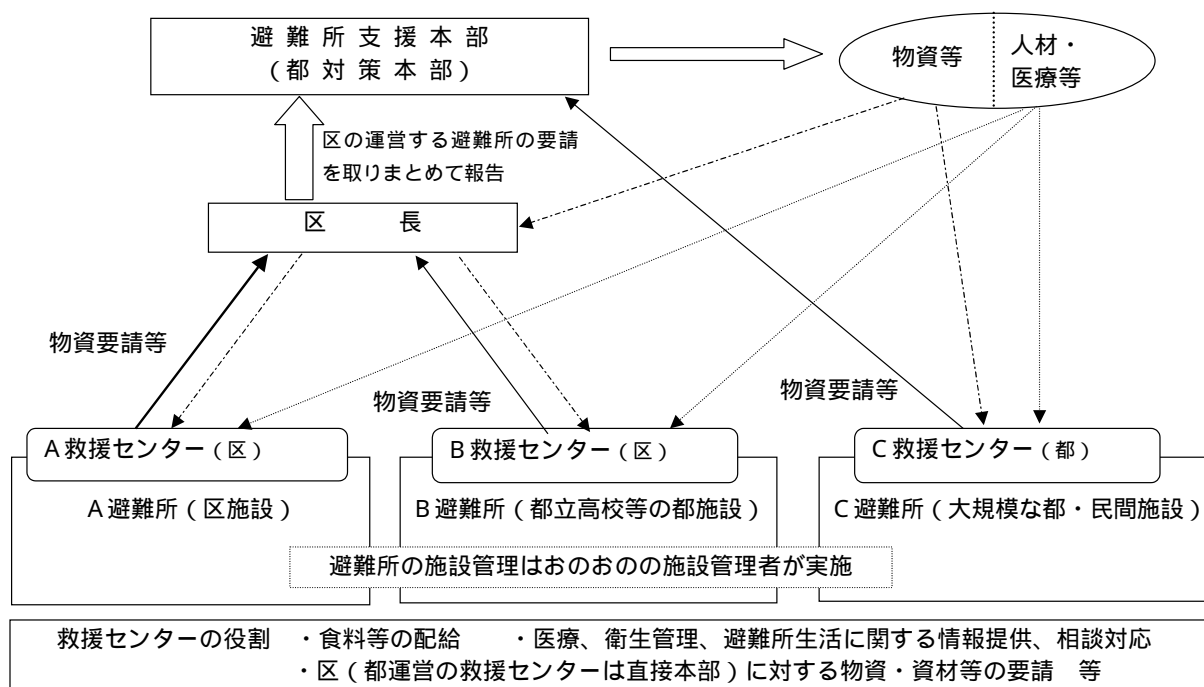 避難所支援本部
(都対策本部)
物資等
人材・
医療等
区の運営する避難所の要請
を取りまとめて報告
区　　長
物資要請等
物資要請等
物資要請等
A救援センター(区)
B救援センター(区)
C救援センター(都)
A避難所(区施設)
B避難所(都立高校等の都施設)
C避難所(大規模な都・民間施設)
避難所の施設管理はおのおのの施設管理者が実施
救援センターの役割　・食料等の配給　　・医療、衛生管理、避難所生活に関する情報提供、相談対応
・区(都運営の救援センターは直接本部)に対する物資・資材等の要請　等